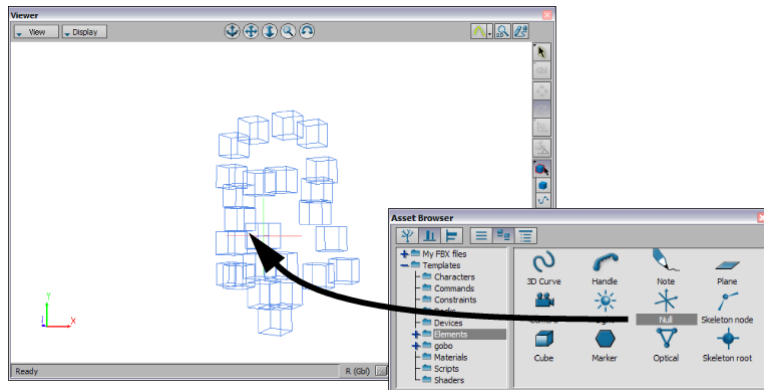 Viewer
View Display
Y
X
Ready R (Gbl)
Asset Browser
My FBX files
Templates
Characters
Commands
Constraints
Devices
Elements
gobo
Materials
Scripts
Shaders
3D Curve Handle Note Plane
Null Skeleton node
Cube Marker Optical Skeleton root